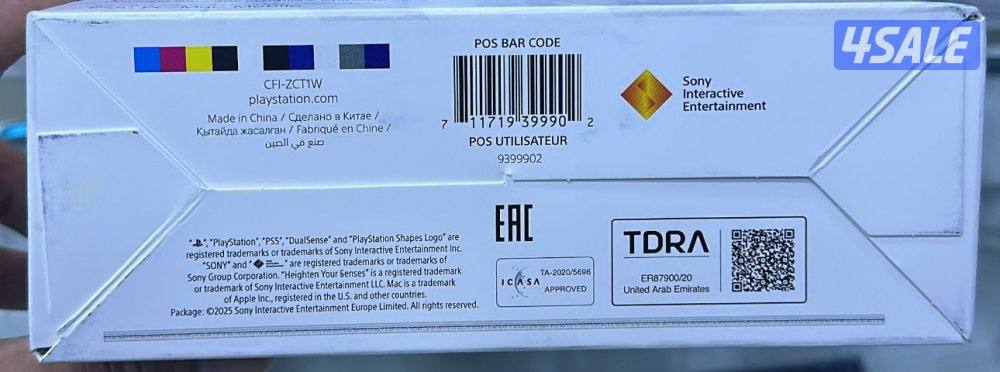 4SALE
POS BAR CODE
CFI-ZCT1W
playstation.com
Made in China / Сделано в Китае /
Қытайда жасалған / Fabriqué en Chine /
صنع في الصين
7 11719 39990 2
POS UTILISATEUR
9399902
Sony
Interactive
Entertainment
EAC
", "PlayStation", "PS5", "DualSense" and "PlayStation Shapes Logo" are
registered trademarks or trademarks of Sony Interactive Entertainment Inc.
"SONY" and " " are registered trademarks or trademarks of
Sony Group Corporation. "Heighten Your Senses" is a registered trademark
or trademark of Sony Interactive Entertainment LLC. Mac is a trademark
of Apple Inc., registered in the U.S. and other countries.
Package: ©2025 Sony Interactive Entertainment Europe Limited. All rights reserved.
ICASA
TA-2020/5696
APPROVED
TDRA
ER87900/20
United Arab Emirates